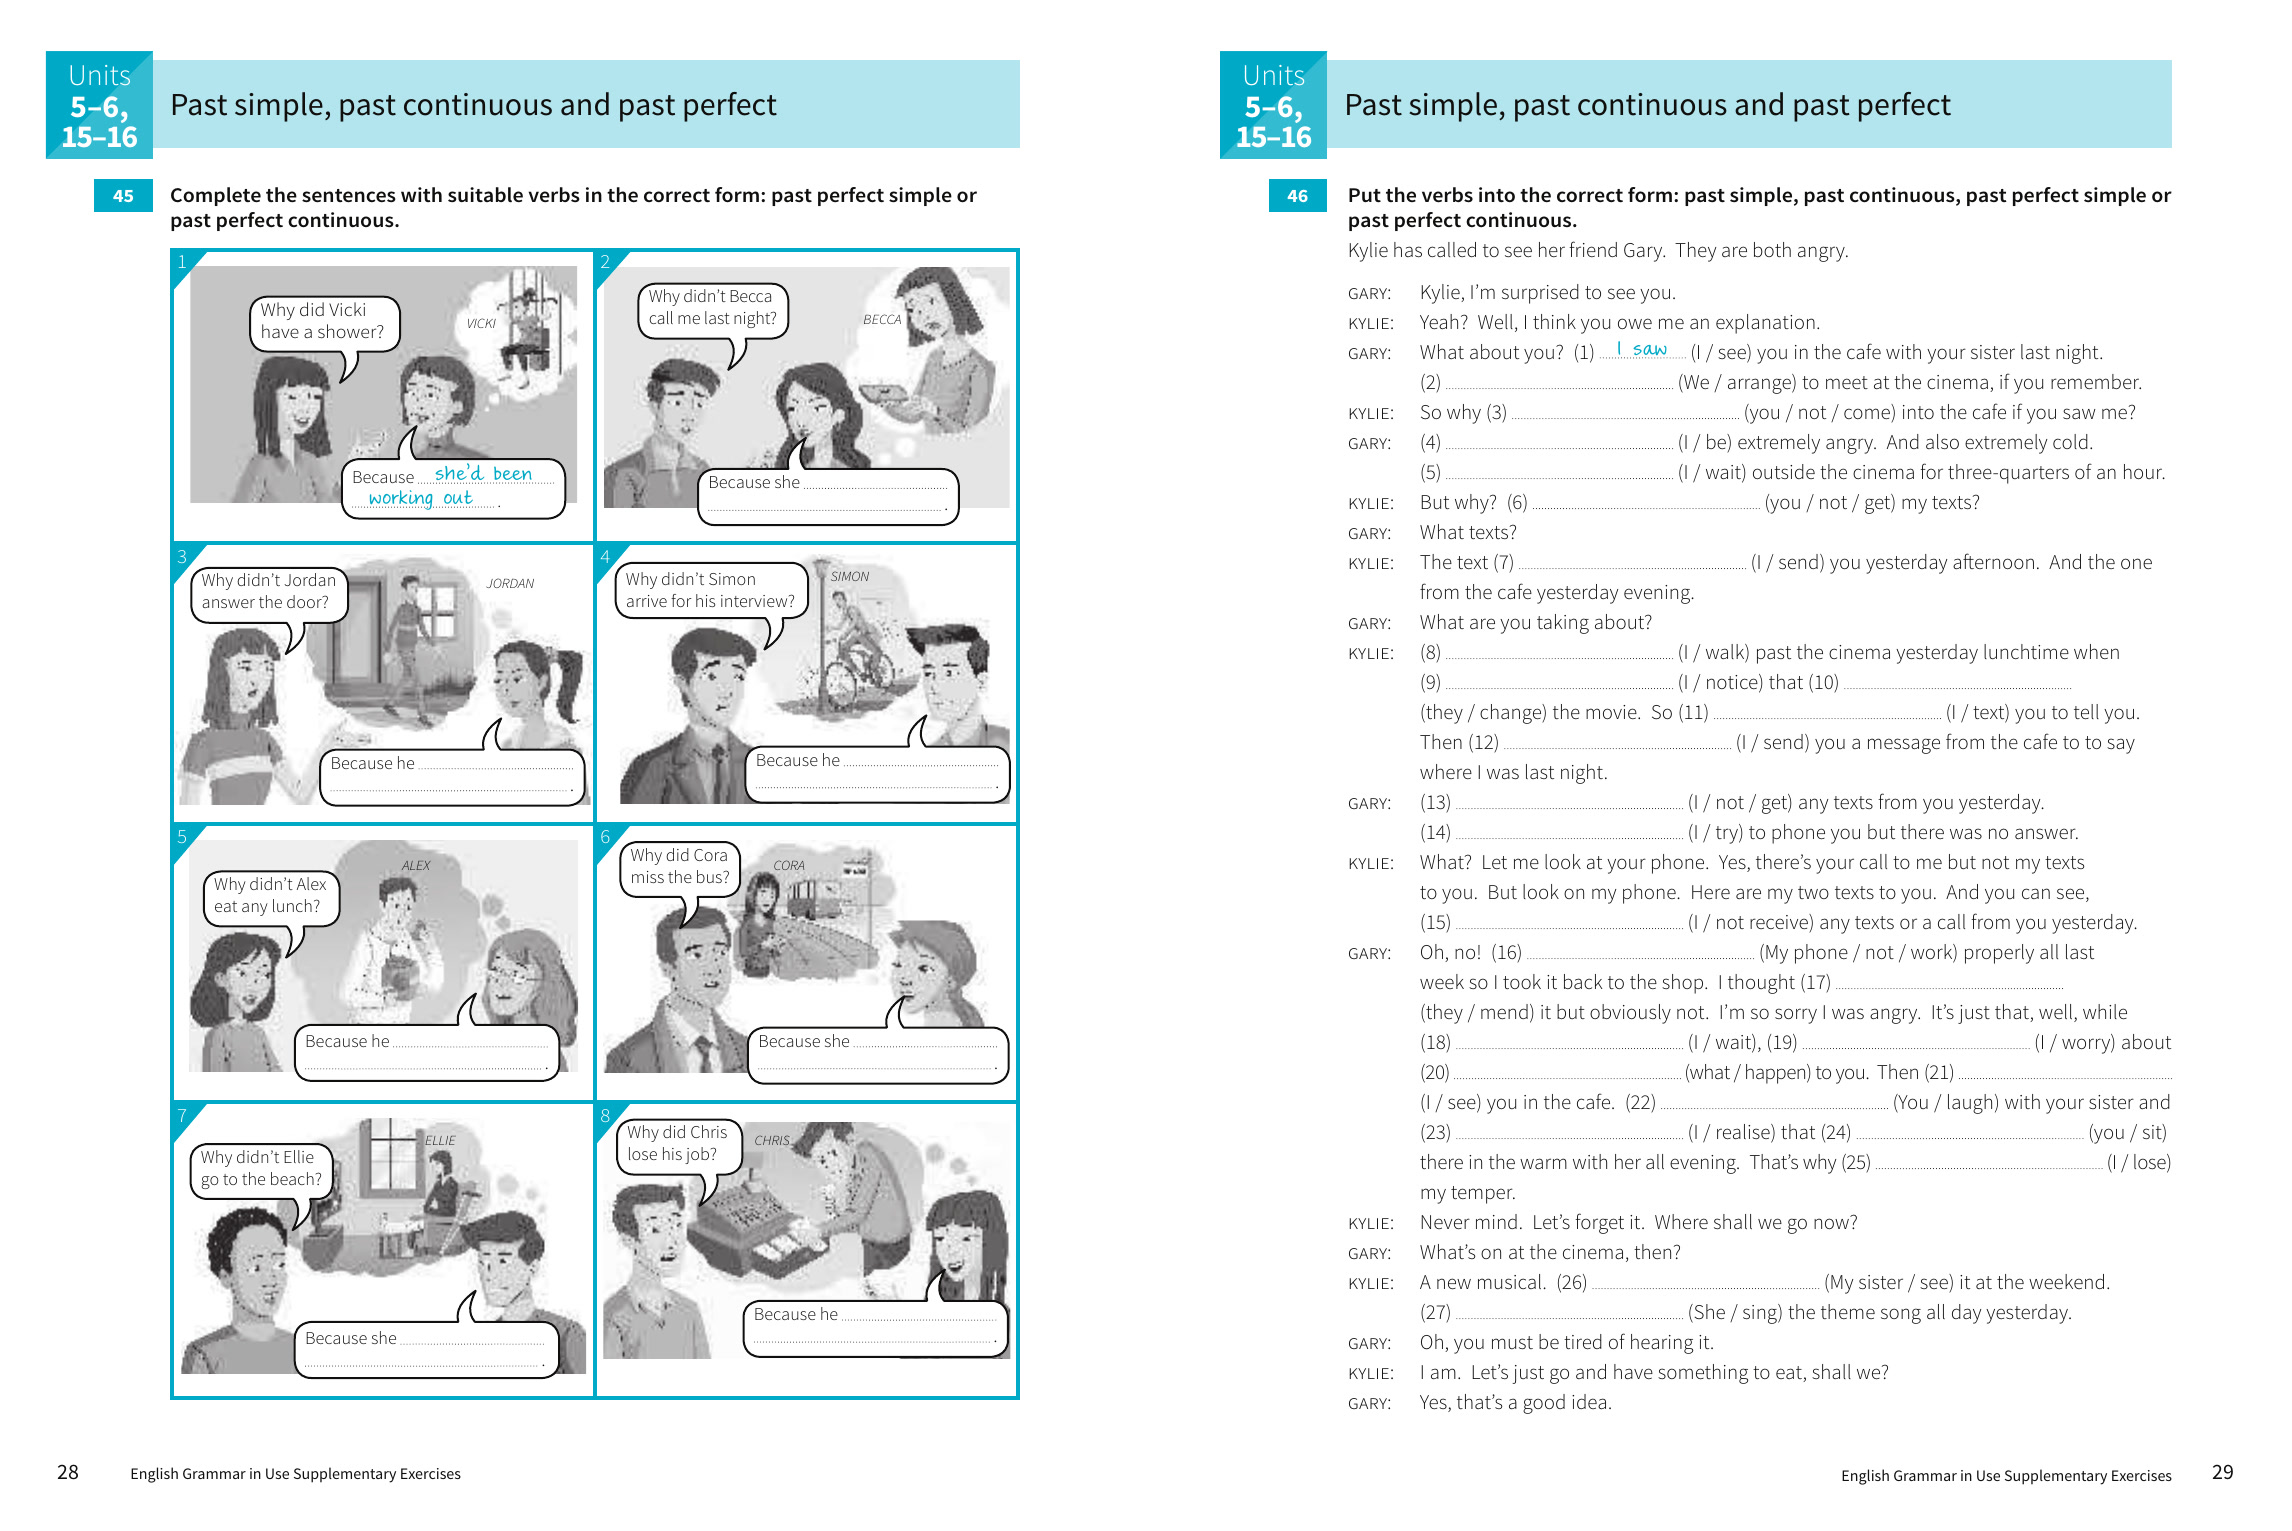 Units
5–6,
15–16
Past simple, past continuous and past perfect
45
Complete the sentences with suitable verbs in the correct form: past perfect simple or
past perfect continuous.
1
Why did Vicki
have a shower?
VICKI
Because she'd been
working out .
2
Why didn't Becca
call me last night?
BECCA
Because she
.
3
Why didn't Jordan
answer the door?
JORDAN
Because he
.
4
Why didn't Simon
arrive for his interview?
SIMON
Because he
.
5
Why didn't Alex
eat any lunch?
ALEX
Because he
.
6
Why did Cora
miss the bus?
CORA
Because she
.
7
Why didn't Ellie
go to the beach?
ELLIE
Because she
.
8
Why did Chris
lose his job?
CHRIS
Because he
.
28 English Grammar in Use Supplementary Exercises
Units
5–6,
15–16
Past simple, past continuous and past perfect
46
Put the verbs into the correct form: past simple, past continuous, past perfect simple or
past perfect continuous.
Kylie has called to see her friend Gary. They are both angry.
GARY: Kylie, I'm surprised to see you.
KYLIE: Yeah? Well, I think you owe me an explanation.
GARY: What about you? (1) I saw (I / see) you in the cafe with your sister last night.
(2) (We / arrange) to meet at the cinema, if you remember.
KYLIE: So why (3) (you / not / come) into the cafe if you saw me?
GARY: (4) (I / be) extremely angry. And also extremely cold.
(5) (I / wait) outside the cinema for three-quarters of an hour.
KYLIE: But why? (6) (you / not / get) my texts?
GARY: What texts?
KYLIE: The text (7) (I / send) you yesterday afternoon. And the one
from the cafe yesterday evening.
GARY: What are you taking about?
KYLIE: (8) (I / walk) past the cinema yesterday lunchtime when
(9) (I / notice) that (10)
(they / change) the movie. So (11) (I / text) you to tell you.
Then (12) (I / send) you a message from the cafe to to say
where I was last night.
GARY: (13) (I / not / get) any texts from you yesterday.
(14) (I / try) to phone you but there was no answer.
KYLIE: What? Let me look at your phone. Yes, there's your call to me but not my texts
to you. But look on my phone. Here are my two texts to you. And you can see,
(15) (I / not receive) any texts or a call from you yesterday.
GARY: Oh, no! (16) (My phone / not / work) properly all last
week so I took it back to the shop. I thought (17)
(they / mend) it but obviously not. I'm so sorry I was angry. It's just that, well, while
(18) (I / wait), (19) (I / worry) about
(20) (what / happen) to you. Then (21)
(I / see) you in the cafe. (22) (You / laugh) with your sister and
(23) (I / realise) that (24) (you / sit)
there in the warm with her all evening. That's why (25) (I / lose)
my temper.
KYLIE: Never mind. Let's forget it. Where shall we go now?
GARY: What's on at the cinema, then?
KYLIE: A new musical. (26) (My sister / see) it at the weekend.
(27) (She / sing) the theme song all day yesterday.
GARY: Oh, you must be tired of hearing it.
KYLIE: I am. Let's just go and have something to eat, shall we?
GARY: Yes, that's a good idea.
English Grammar in Use Supplementary Exercises 29